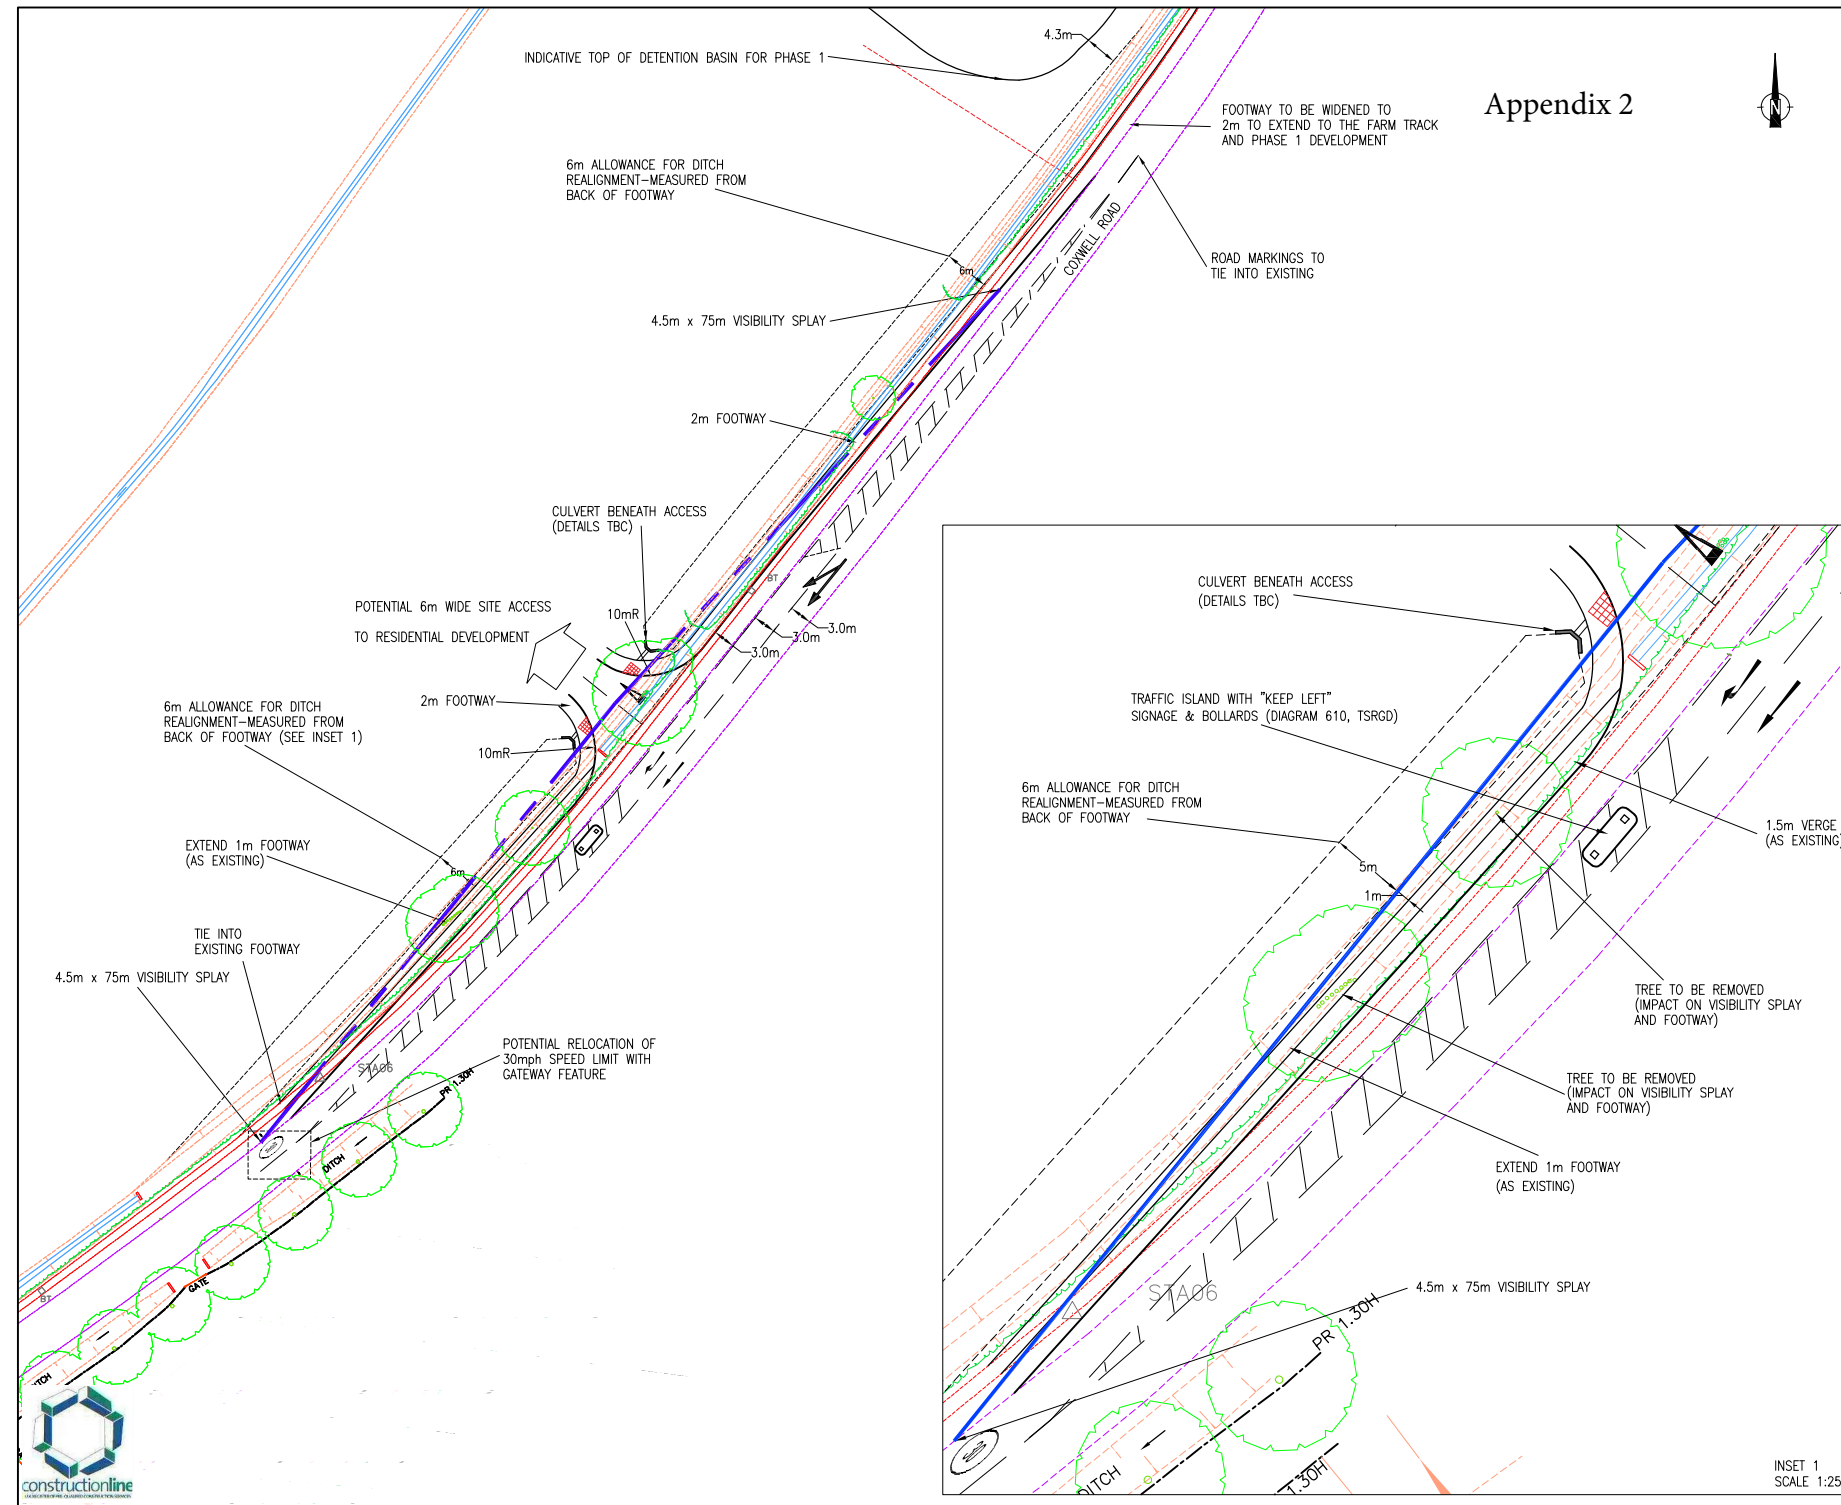 Appendix 2
N
4.3m
INDICATIVE TOP OF DETENTION BASIN FOR PHASE 1
FOOTWAY TO BE WIDENED TO
2m TO EXTEND TO THE FARM TRACK
AND PHASE 1 DEVELOPMENT
6m ALLOWANCE FOR DITCH
REALIGNMENT-MEASURED FROM
BACK OF FOOTWAY
6m
COXWELL ROAD
ROAD MARKINGS TO
TIE INTO EXISTING
4.5m x 75m VISIBILITY SPLAY
2m FOOTWAY
CULVERT BENEATH ACCESS
(DETAILS TBC)
BT
POTENTIAL 6m WIDE SITE ACCESS
TO RESIDENTIAL DEVELOPMENT
10mR
3.0m
3.0m
3.0m
2m FOOTWAY
6m ALLOWANCE FOR DITCH
REALIGNMENT-MEASURED FROM
BACK OF FOOTWAY (SEE INSET 1)
10mR
EXTEND 1m FOOTWAY
(AS EXISTING)
6m
TIE INTO
EXISTING FOOTWAY
4.5m x 75m VISIBILITY SPLAY
POTENTIAL RELOCATION OF
30mph SPEED LIMIT WITH
GATEWAY FEATURE
STA06
PR 1.30H
DITCH
GATE
BT
ITCH
constructionline
CULVERT BENEATH ACCESS
(DETAILS TBC)
TRAFFIC ISLAND WITH "KEEP LEFT"
SIGNAGE & BOLLARDS (DIAGRAM 610, TSRGD)
6m ALLOWANCE FOR DITCH
REALIGNMENT-MEASURED FROM
BACK OF FOOTWAY
1.5m VERGE
(AS EXISTING)
5m
1m
TREE TO BE REMOVED
(IMPACT ON VISIBILITY SPLAY
AND FOOTWAY)
TREE TO BE REMOVED
(IMPACT ON VISIBILITY SPLAY
AND FOOTWAY)
EXTEND 1m FOOTWAY
(AS EXISTING)
4.5m x 75m VISIBILITY SPLAY
STA06
PR 1.30H
DITCH
1.30H
INSET 1
SCALE 1:25